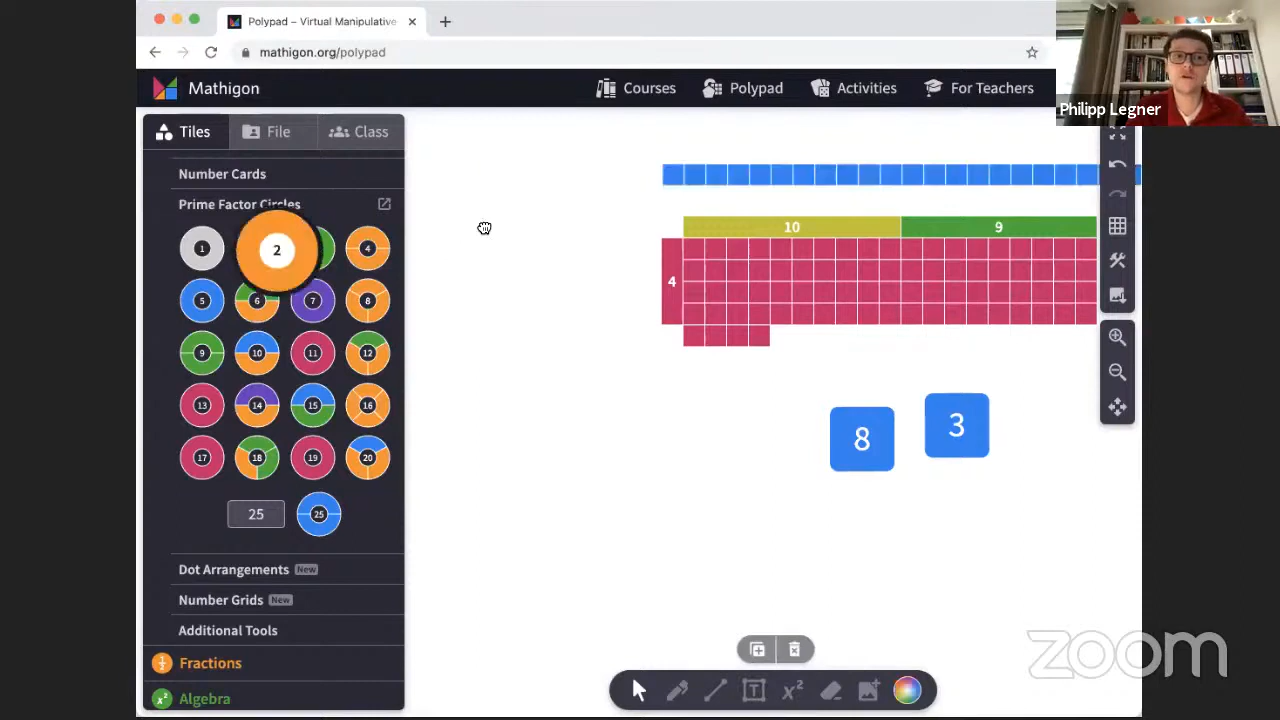 Polypad – Virtual Manipulative
mathigon.org/polypad
Mathigon
Courses
Polypad
Activities
For Teachers
Philipp Legner
Tiles
File
Class
Number Cards
Prime Factor Circles
1
2
4
5
6
7
8
9
10
11
12
13
14
15
16
17
18
19
20
25
25
Dot Arrangements New
Number Grids New
Additional Tools
Fractions
x² Algebra
10
9
4
8
3
T
x²
zoom